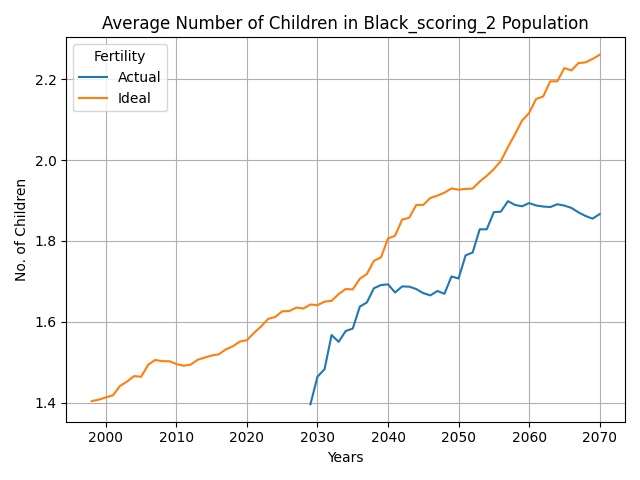 Average Number of Children in Black_scoring_2 Population
Fertility
Actual
Ideal
No. of Children
2.2
2.0
1.8
1.6
1.4
2000 2010 2020 2030 2040 2050 2060 2070
Years